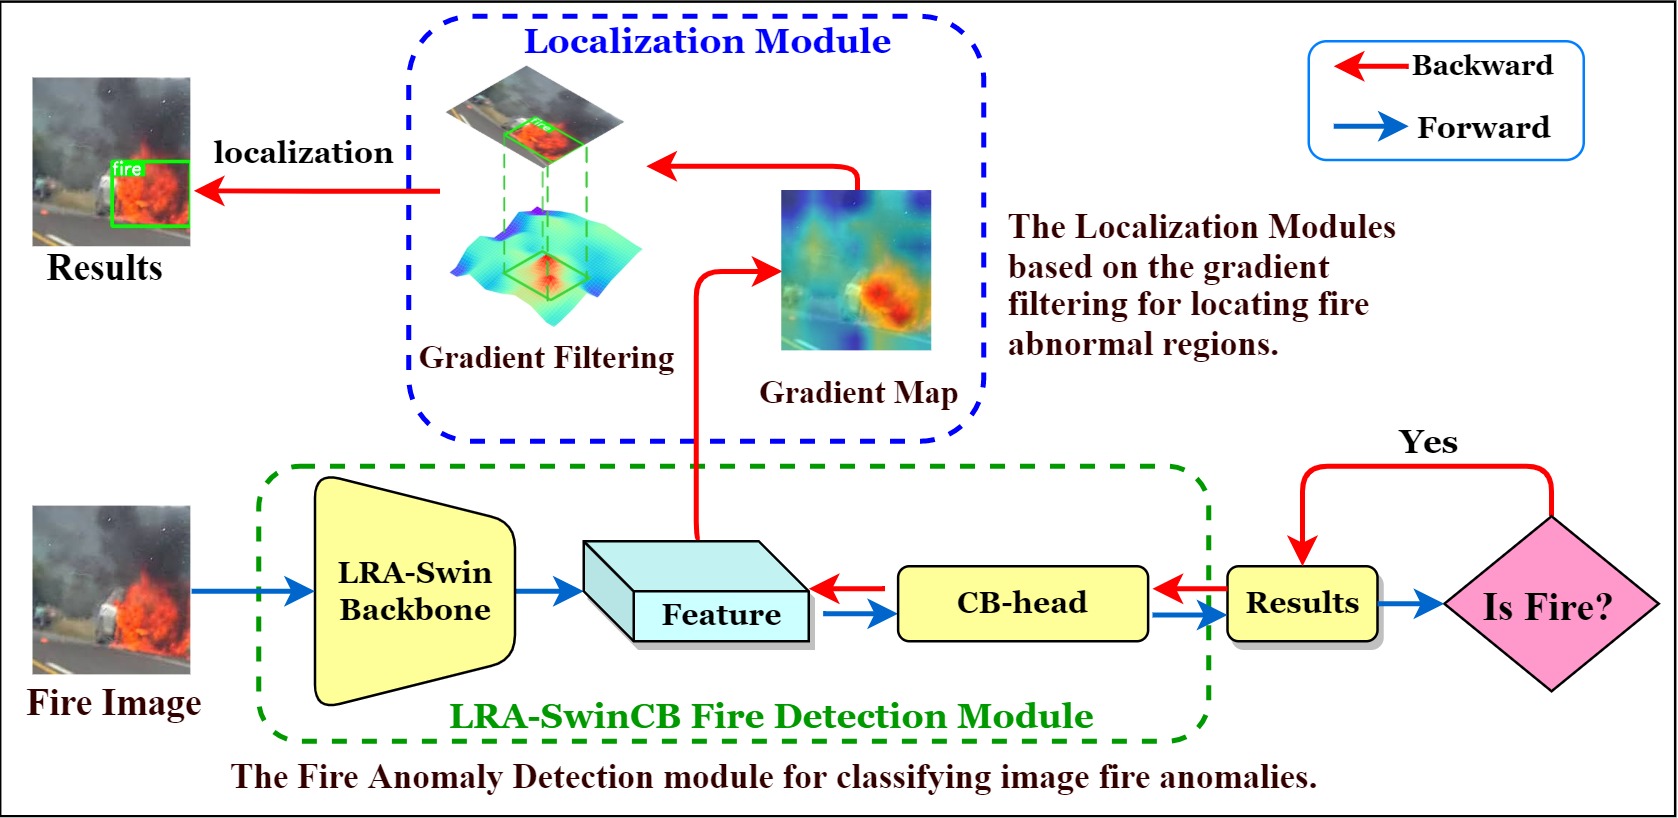 Localization Module
Backward
Forward
fire
localization
fire
Results
Gradient Filtering
Gradient Map
The Localization Modules
based on the gradient
filtering for locating fire
abnormal regions.
Yes
LRA-Swin
Backbone
Feature
CB-head
Results
Is Fire?
Fire Image
LRA-SwinCB Fire Detection Module
The Fire Anomaly Detection module for classifying image fire anomalies.